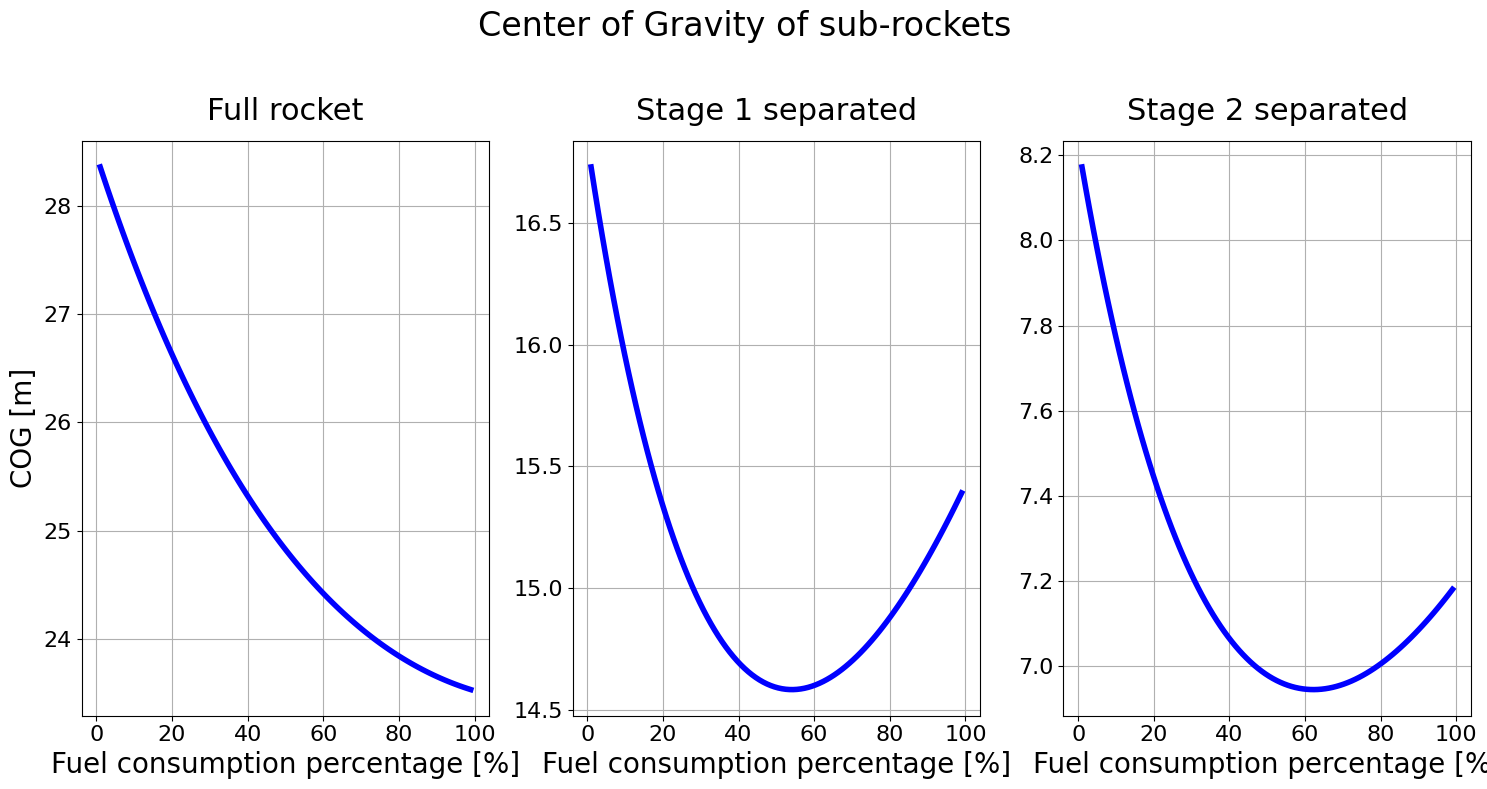 Center of Gravity of sub-rockets
Full rocket
Stage 1 separated
Stage 2 separated
COG [m]
28
27
26
25
24
0 20 40 60 80 100
Fuel consumption percentage [%]
16.5
16.0
15.5
15.0
14.5
0 20 40 60 80 100
Fuel consumption percentage [%]
8.2
8.0
7.8
7.6
7.4
7.2
7.0
0 20 40 60 80 100
Fuel consumption percentage [%